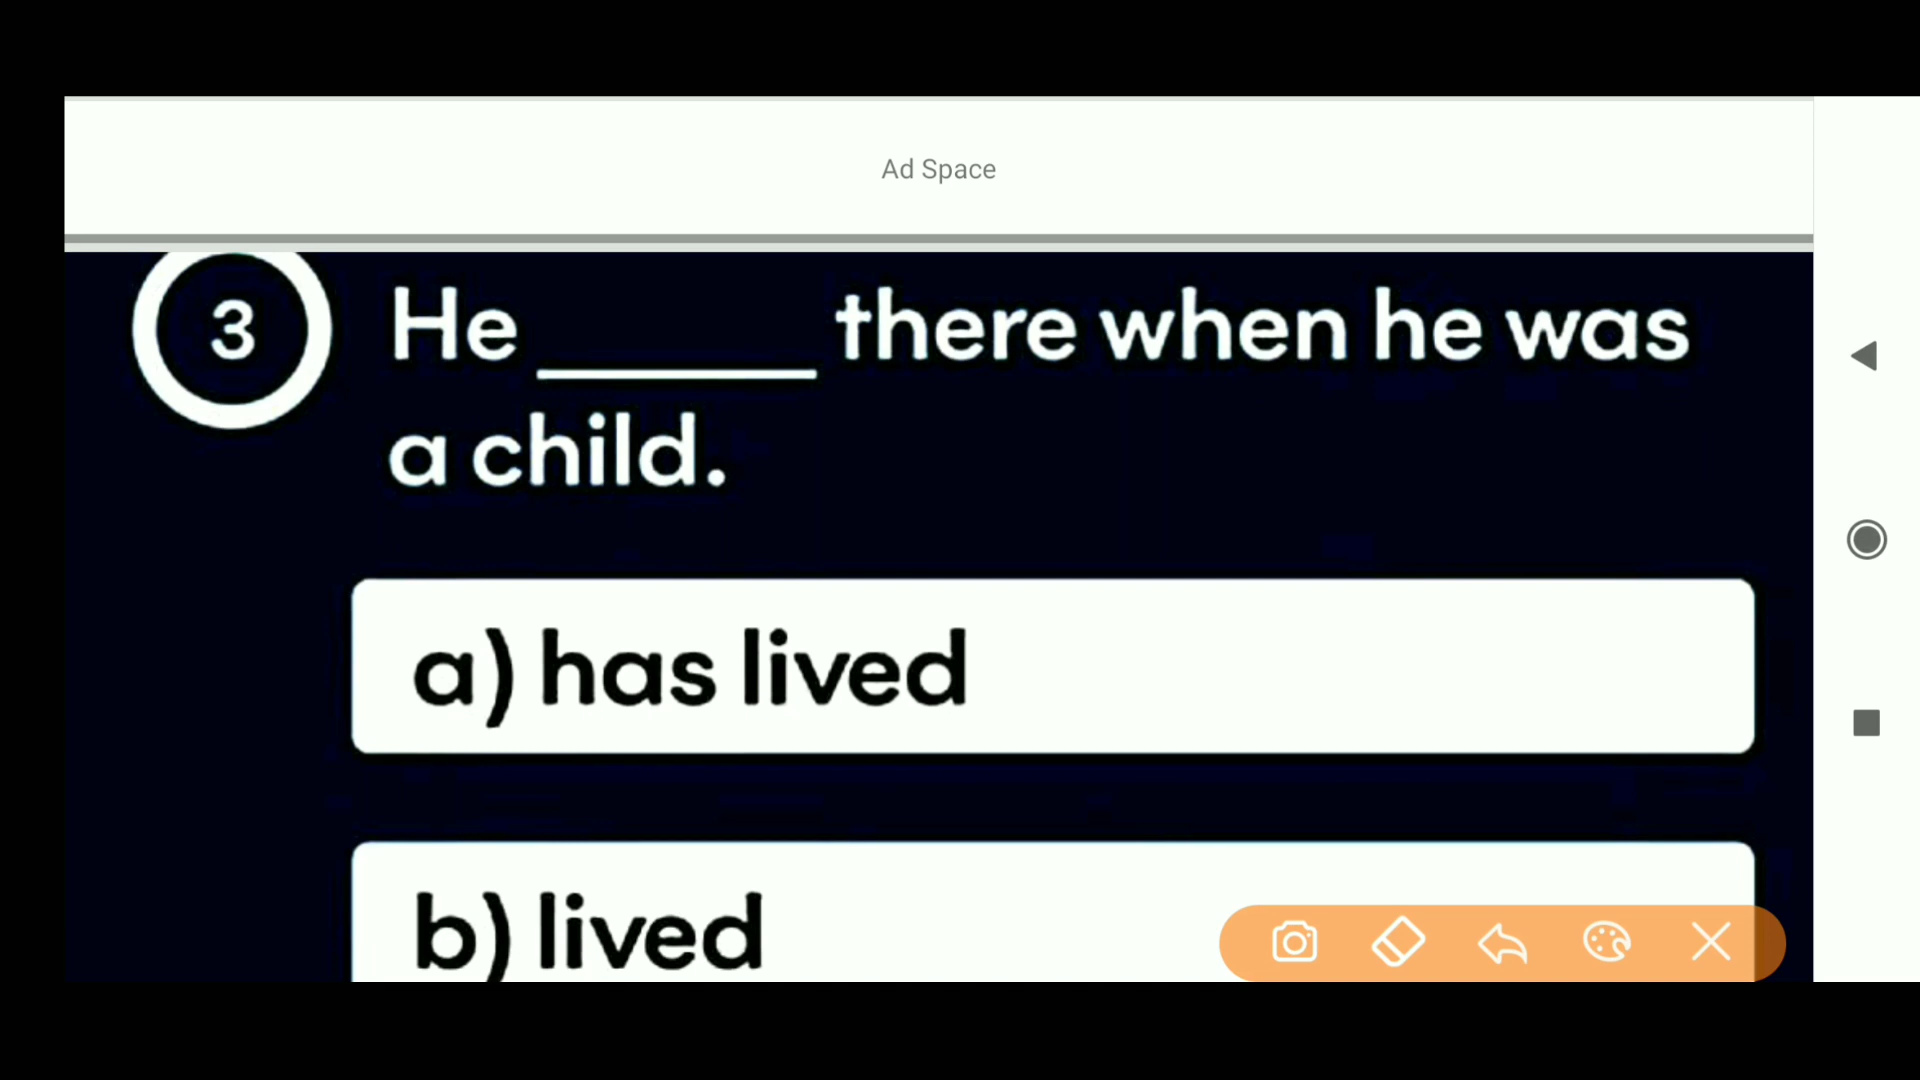 Ad Space
3
He ______ there when he was
a child.
a) has lived
b) lived